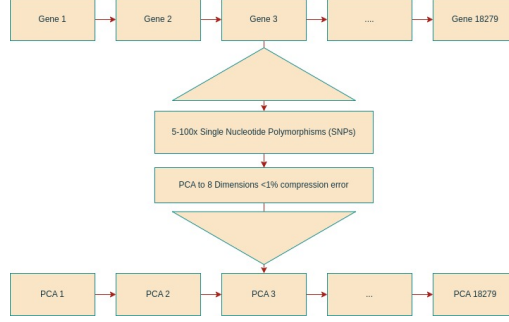 Gene 1
Gene 2
Gene 3
....
Gene 18279
5-100x Single Nucleotide Polymorphisms (SNPs)
PCA to 8 Dimensions <1% compression error
PCA 1
PCA 2
PCA 3
...
PCA 18279